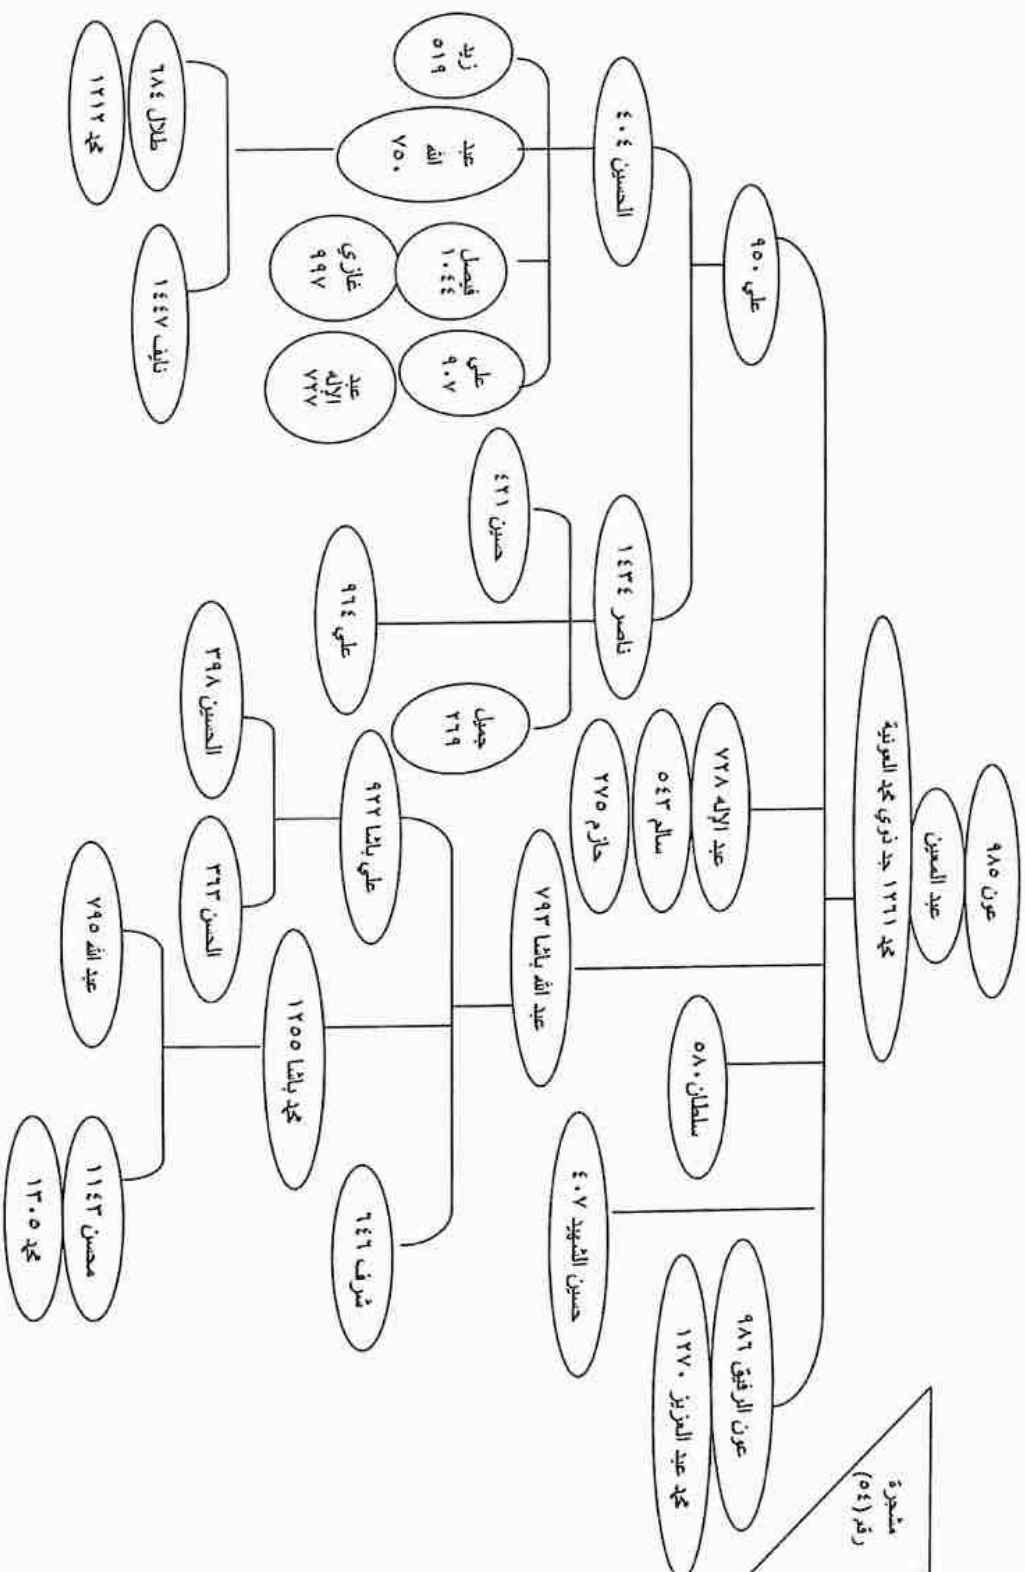 مشجرة
رقم (٥٤)
عون ٩٨٥
عبد المعين
محمد ١٢٦١ جد ذوي محمد العونية
عون الرفيق ٩٨٦
محمد عبد العزيز ١٢٧٠
حسين الشهيد ٤٠٧
سلطان ٥٨٠
عبد الله باشا ٧٩٣
عبد الإله ٧٢٨
سالم ٥٤٣
حازم ٢٧٥
علي ٩٥٠
شرف ٦٤٦
محمد باشا ١٢٥٥
علي باشا ٩٢٢
محسن ١١٤٣
محمد ١٣٠٥
عبد الله ٧٩٥
الحسن ٣٦٣
الحسين ٣٩٨
ناصر ١٤٣٤
الحسين ٤٠٤
جميل
٢٦٩
علي ٩٦٤
حسين ٤٢١
علي
٩٠٧
عبد
الإله
٧٢٧
فيصل
١٠٤٤
غازي
٩٩٧
عبد
الله
٧٥٠
زيد
٥١٩
نايف ١٤٤٧
طلال ٦٨٤
محمد ١٢١٢